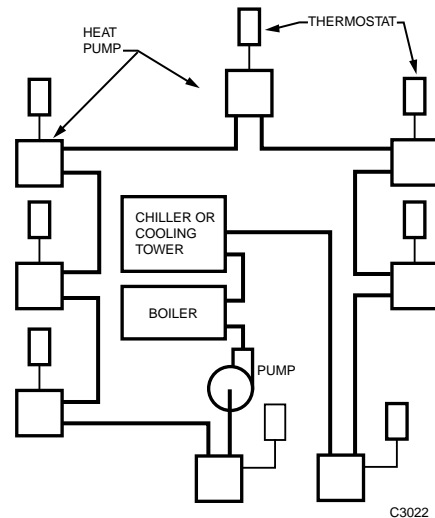 HEAT
PUMP
THERMOSTAT
CHILLER OR
COOLING
TOWER
BOILER
PUMP
C3022